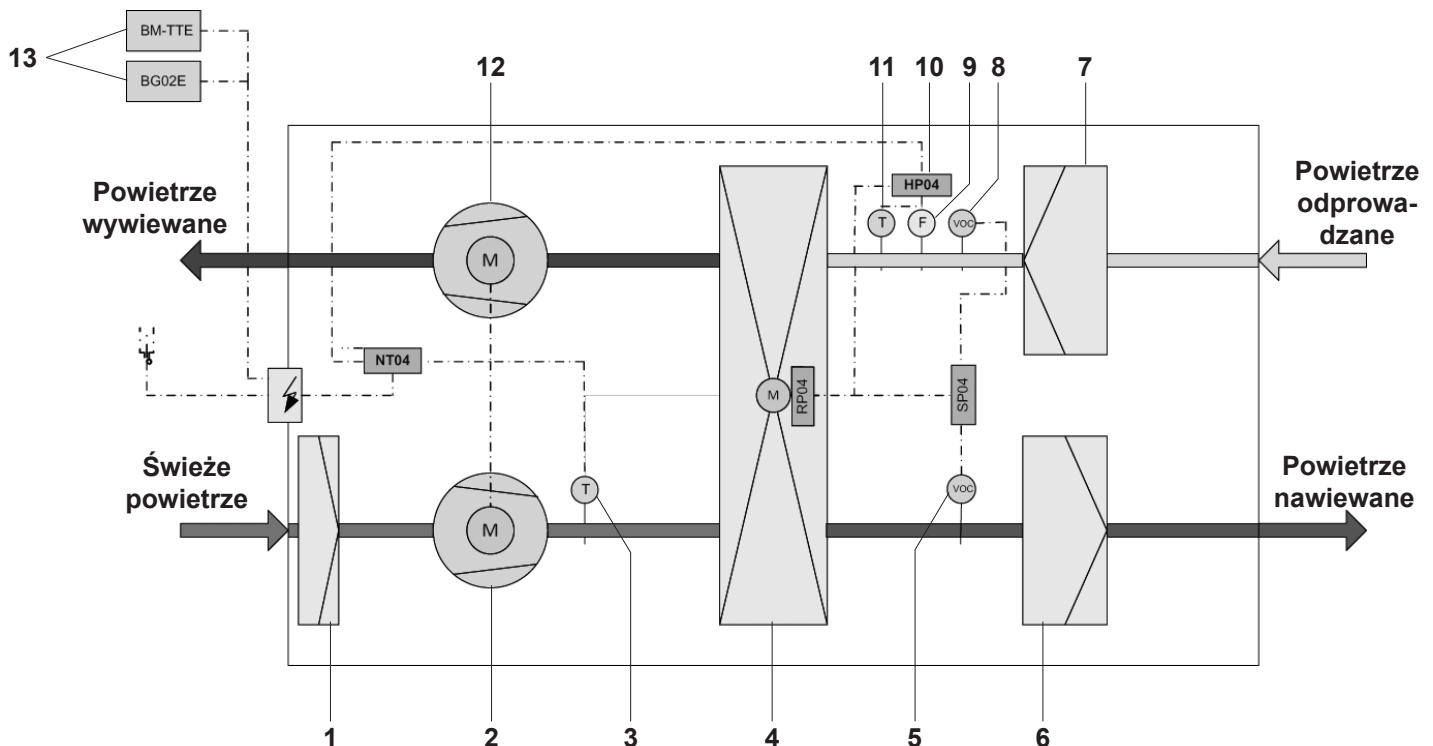 BM-TTE
13
BG02E
12
11
10
9
8
7
Powietrze
wywiewane
HP04
Powietrze
odprowa-
dzane
T
F
VOC
M
NT04
M
RP04
SP04
Świeże
powietrze
T
VOC
Powietrze
nawiewane
M
1
2
3
4
5
6